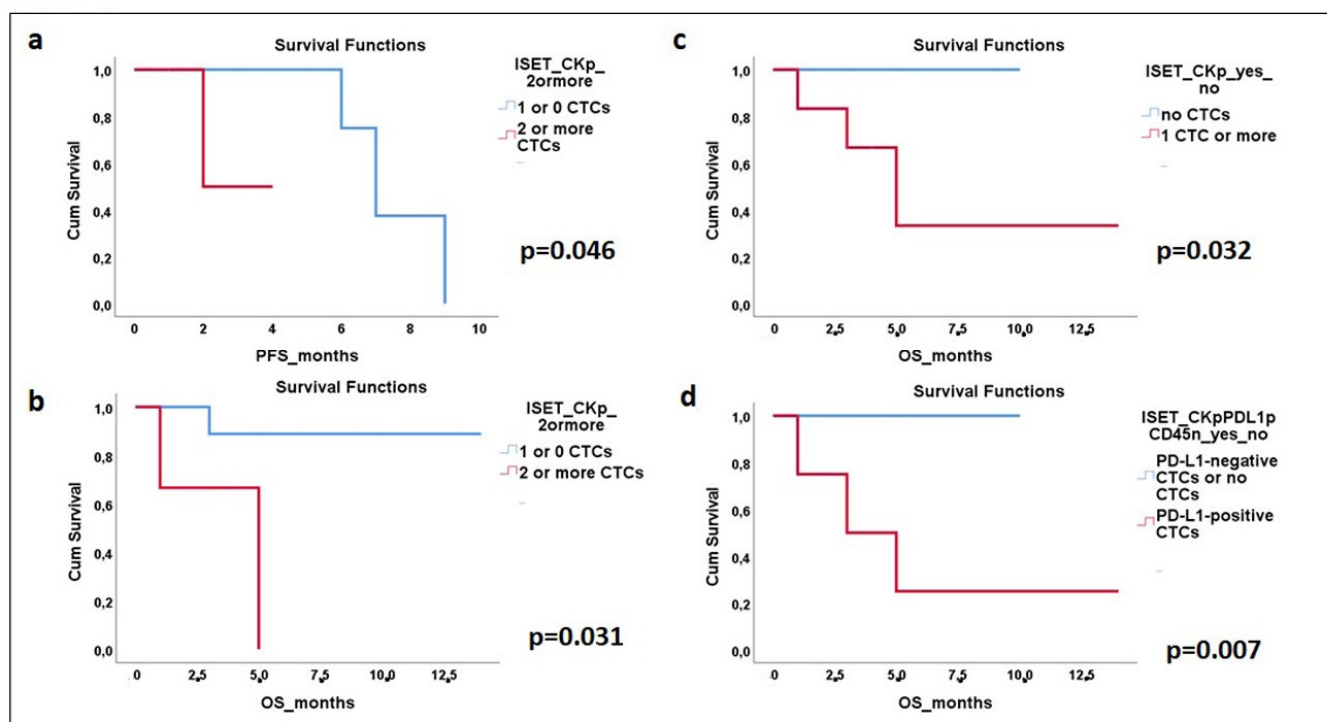 a
Survival Functions
1,0
0,8
0,6
0,4
0,2
0,0
Cum Survival
0 2 4 6 8 10
PFS_months
ISET_CKp_
2ormore
1 or 0 CTCs
2 or more
CTCs
p=0.046
b
Survival Functions
1,0
0,8
0,6
0,4
0,2
0,0
Cum Survival
0 2,5 5,0 7,5 10,0 12,5
OS_months
ISET_CKp_
2ormore
1 or 0 CTCs
2 or more CTCs
p=0.031
c
Survival Functions
1,0
0,8
0,6
0,4
0,2
0,0
Cum Survival
0 2,5 5,0 7,5 10,0 12,5
OS_months
ISET_CKp_yes_
no
no CTCs
1 CTC or more
p=0.032
d
Survival Functions
1,0
0,8
0,6
0,4
0,2
0,0
Cum Survival
0 2,5 5,0 7,5 10,0 12,5
OS_months
ISET_CKpPDL1p
CD45n_yes_no
PD-L1-negative
CTCs or no
CTCs
PD-L1-positive
CTCs
p=0.007